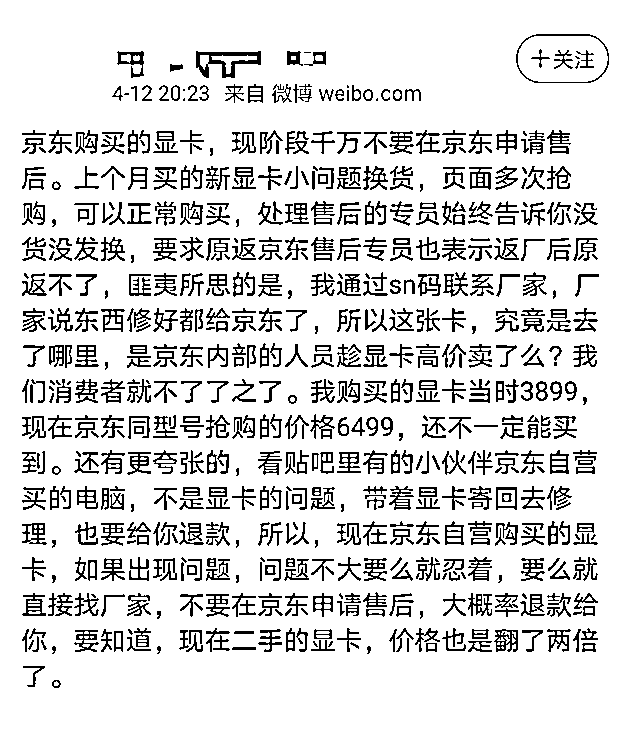 十关注
4-12 20:23 来自 微博 weibo.com
京东购买的显卡，现阶段千万不要在京东申请售
后。上个月买的新显卡小问题换货，页面多次抢
购，可以正常购买，处理售后的专员始终告诉你没
货没发换，要求原返京东售后专员也表示返厂后原
返不了，匪夷所思的是，我通过sn码联系厂家，厂
家说东西修好都给京东了，所以这张卡，究竟是去
了哪里，是京东内部的人员趁显卡高价卖了么？我
们消费者就不了了之了。我购买的显卡当时3899，
现在京东同型号抢购的价格6499，还不一定能买
到。还有更夸张的，看贴吧里有的小伙伴京东自营
买的电脑，不是显卡的问题，带着显卡寄回去修
理，也要给你退款，所以，现在京东自营购买的显
卡，如果出现问题，问题不大要么就忍着，要么就
直接找厂家，不要在京东申请售后，大概率退款给
你，要知道，现在二手的显卡，价格也是翻了两倍
了。